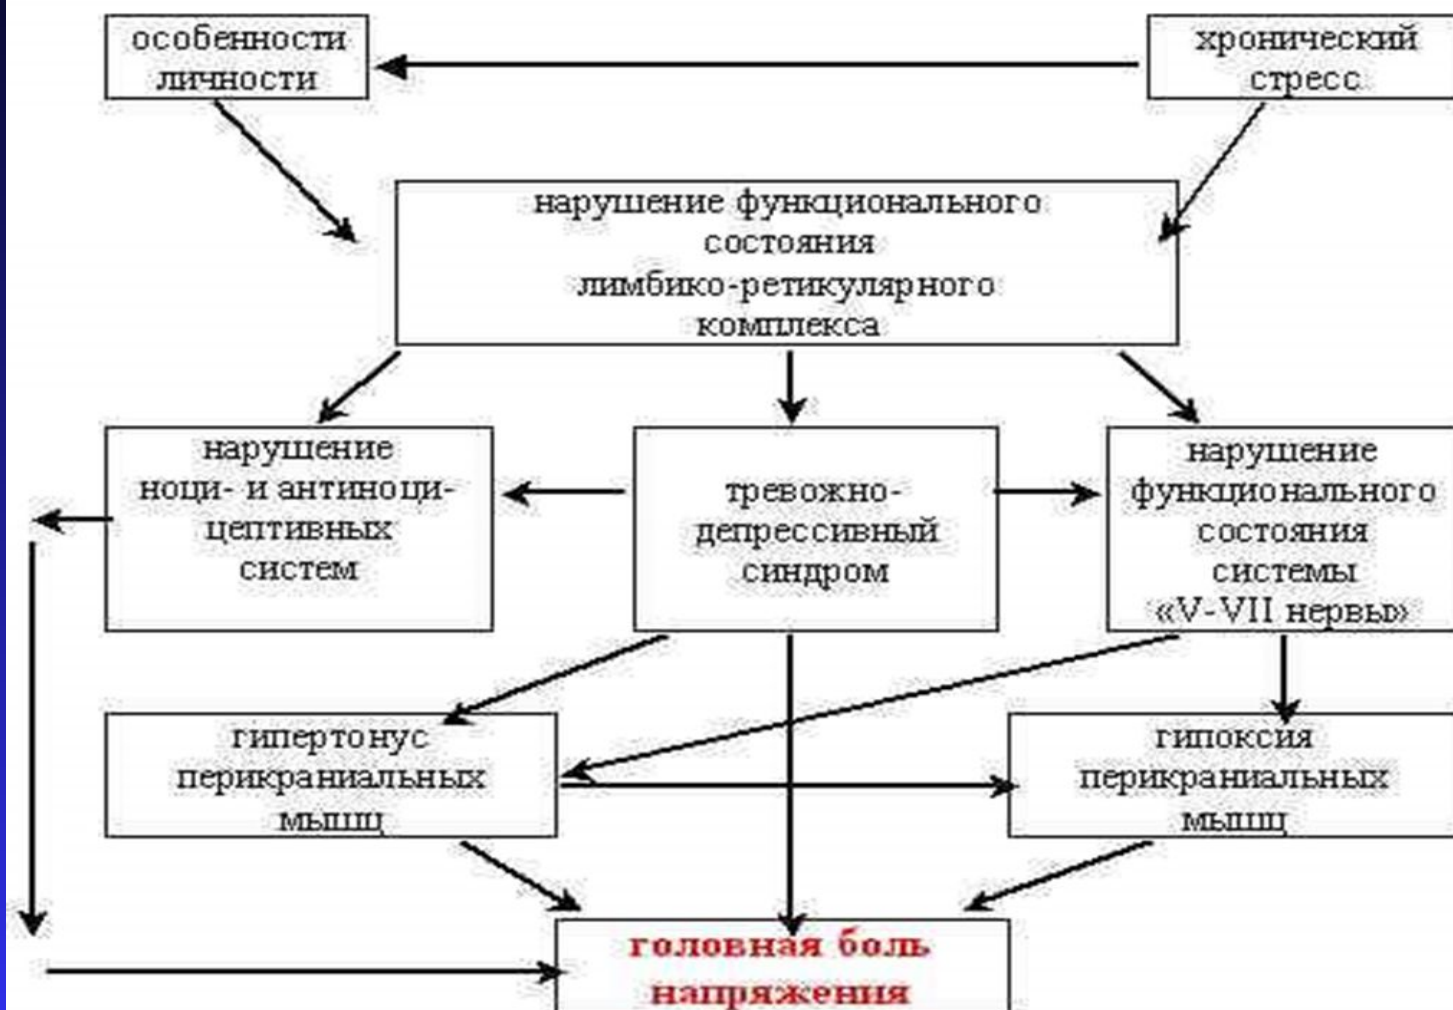 особенности
личности
хронический
стресс
нарушение функционального
состояния
лимбико-ретикулярного
комплекса
нарушение
ноци- и антиноци-
цептивных
систем
тревожно-
депрессивный
синдром
нарушение
функционального
состояния
системы
«V-VII нервы»
гипертонус
перикраниальных
мышц
гипоксия
перикраниальных
мышц
головная боль
напряжения